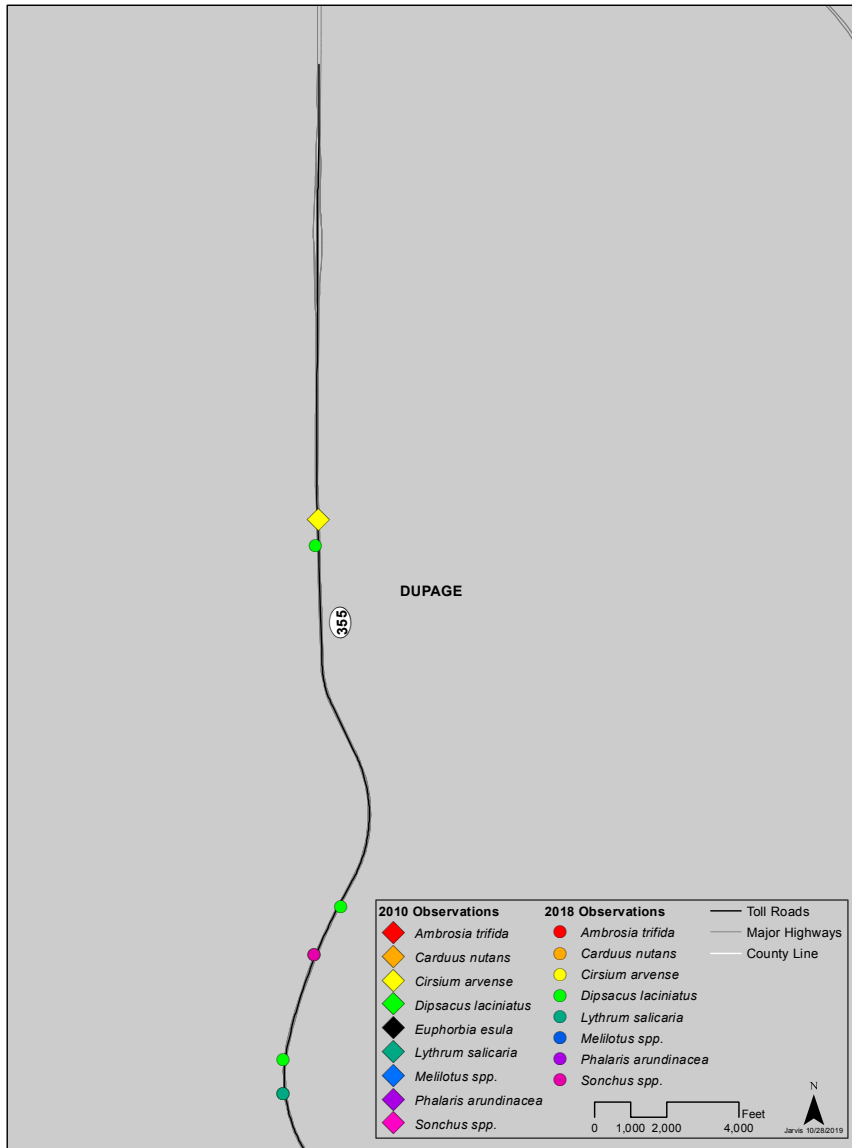 DUPAGE
355
2010 Observations
Ambrosia trifida
Carduus nutans
Cirsium arvense
Dipsacus laciniatus
Euphorbia esula
Lythrum salicaria
Melilotus spp.
Phalaris arundinacea
Sonchus spp.
2018 Observations
Ambrosia trifida
Carduus nutans
Cirsium arvense
Dipsacus laciniatus
Lythrum salicaria
Melilotus spp.
Phalaris arundinacea
Sonchus spp.
Toll Roads
Major Highways
County Line
Feet
0 1,000 2,000 4,000
N
Jarvis 10/28/2019